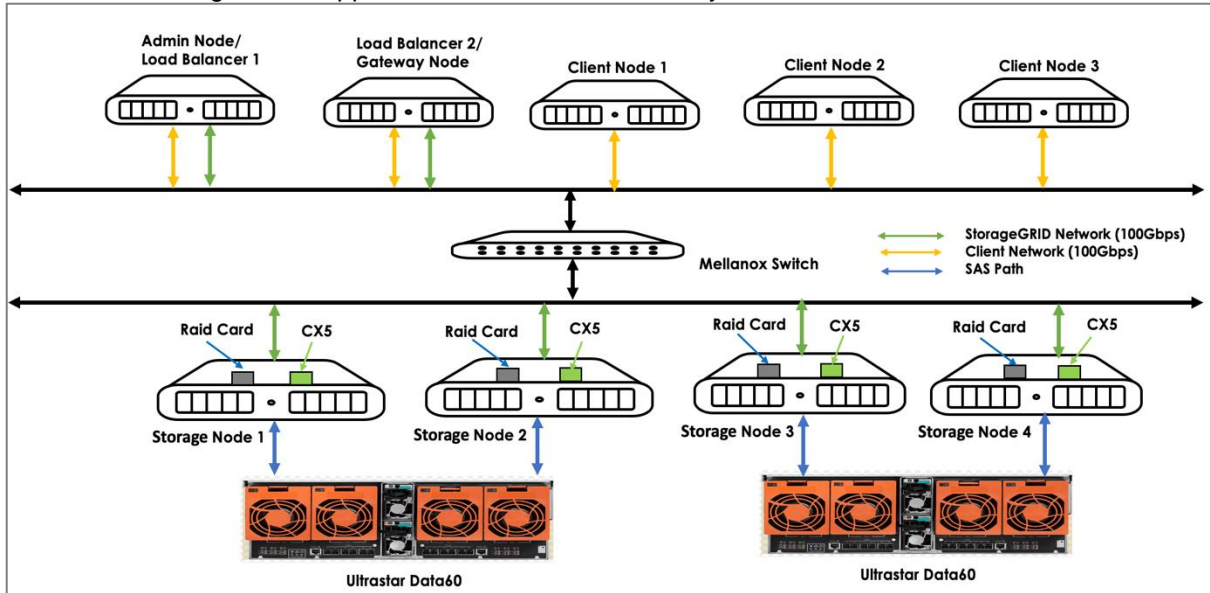 Admin Node/
Load Balancer 1
Load Balancer 2/
Gateway Node
Client Node 1
Client Node 2
Client Node 3
StorageGRID Network (100Gbps)
Client Network (100Gbps)
SAS Path
Mellanox Switch
Raid Card
CX5
Raid Card
CX5
Raid Card
CX5
Raid Card
CX5
Storage Node 1
Storage Node 2
Storage Node 3
Storage Node 4
Ultrastar Data60
Ultrastar Data60